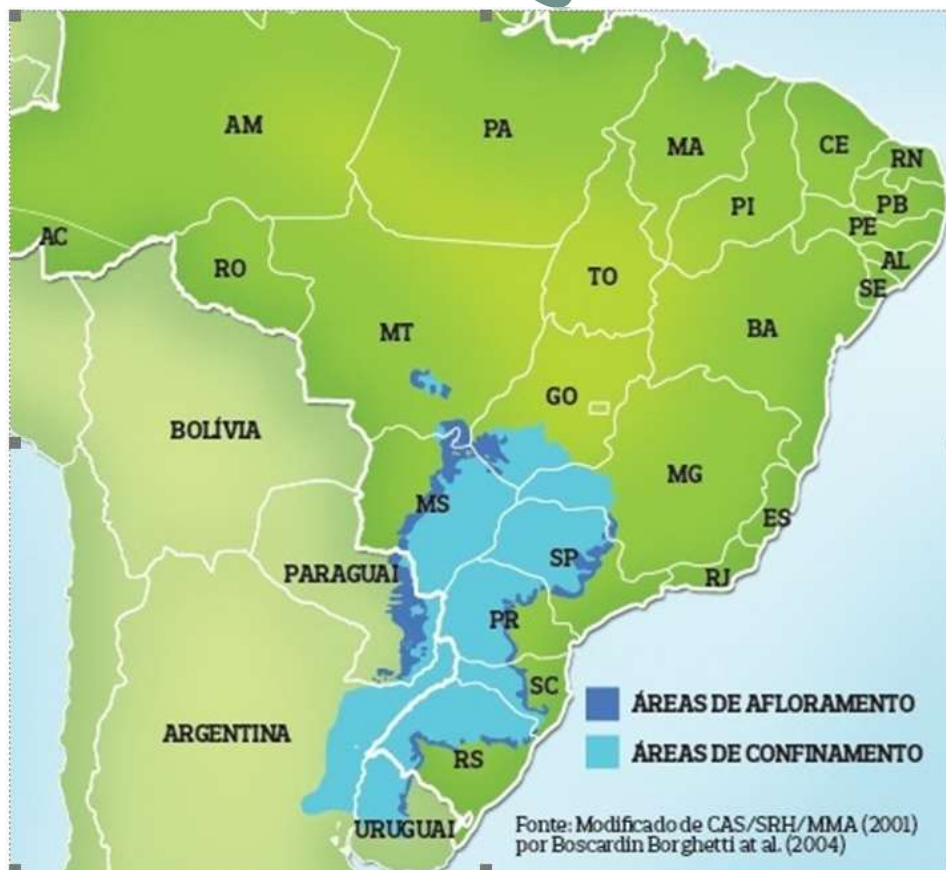 AM
PA
MA
CE
RN
PB
PI
PE
AC
AL
RO
SE
TO
MT
BA
GO
BOLÍVIA
MG
MS
ES
SP
PARAGUAI
RJ
PR
SC
ÁREAS DE AFLORAMENTO
ARGENTINA
ÁREAS DE CONFINAMENTO
RS
URUGUAI
Fonte: Modificado de CAS/SRH/MMA (2001)
por Boscardin Borghetti at al. (2004)